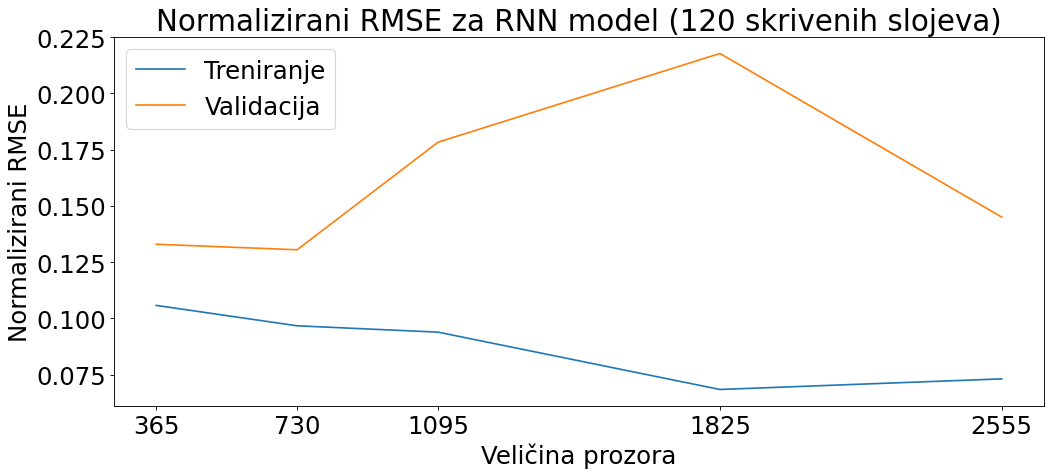 Normalizirani RMSE za RNN model (120 skrivenih slojeva)
Treniranje
Validacija
Normalizirani RMSE
0.225
0.200
0.175
0.150
0.125
0.100
0.075
365 730 1095 1825 2555
Veličina prozora